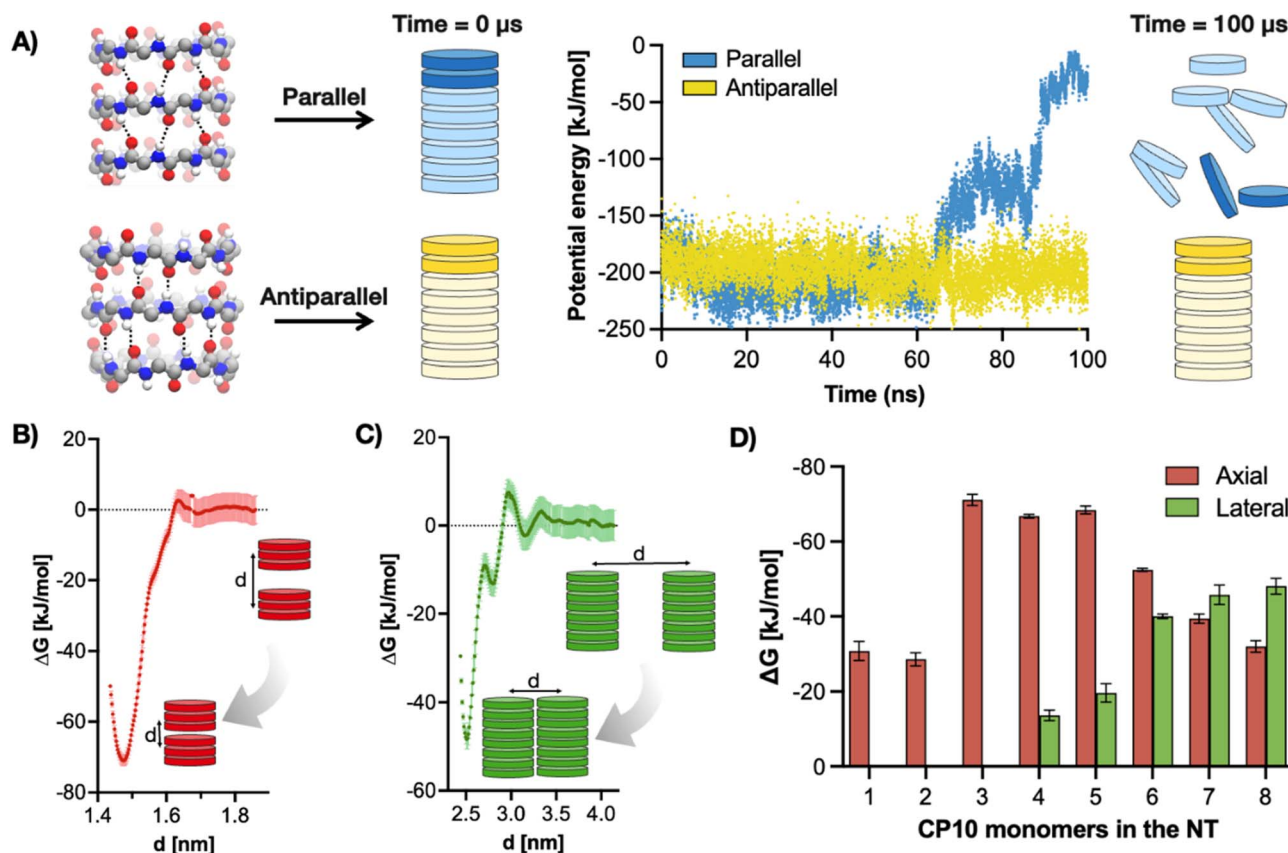 A)
Parallel
Antiparallel
Time = 0 µs
Potential energy [kJ/mol]
0
-50
-100
-150
-200
-250
Parallel
Antiparallel
0
20
40
60
80
100
Time (ns)
Time = 100 µs
B)
ΔG [kJ/mol]
20
0
-20
-40
-60
-80
d
d
1.4
1.6
1.8
d [nm]
C)
ΔG [kJ/mol]
20
0
-20
-40
-60
d
d
2.5
3.0
3.5
4.0
d [nm]
D)
ΔG [kJ/mol]
-80
-60
-40
-20
0
Axial
Lateral
1
2
3
4
5
6
7
8
CP10 monomers in the NT